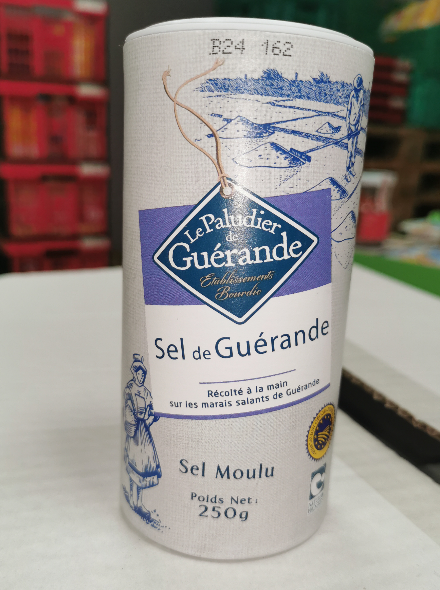 B24 162
Le Paludier
de
Guérande
Etablissements
Bourdic
Sel de Guérande
Récolté à la main
sur les marais salants de Guérande
Sel Moulu
Poids Net :
250g